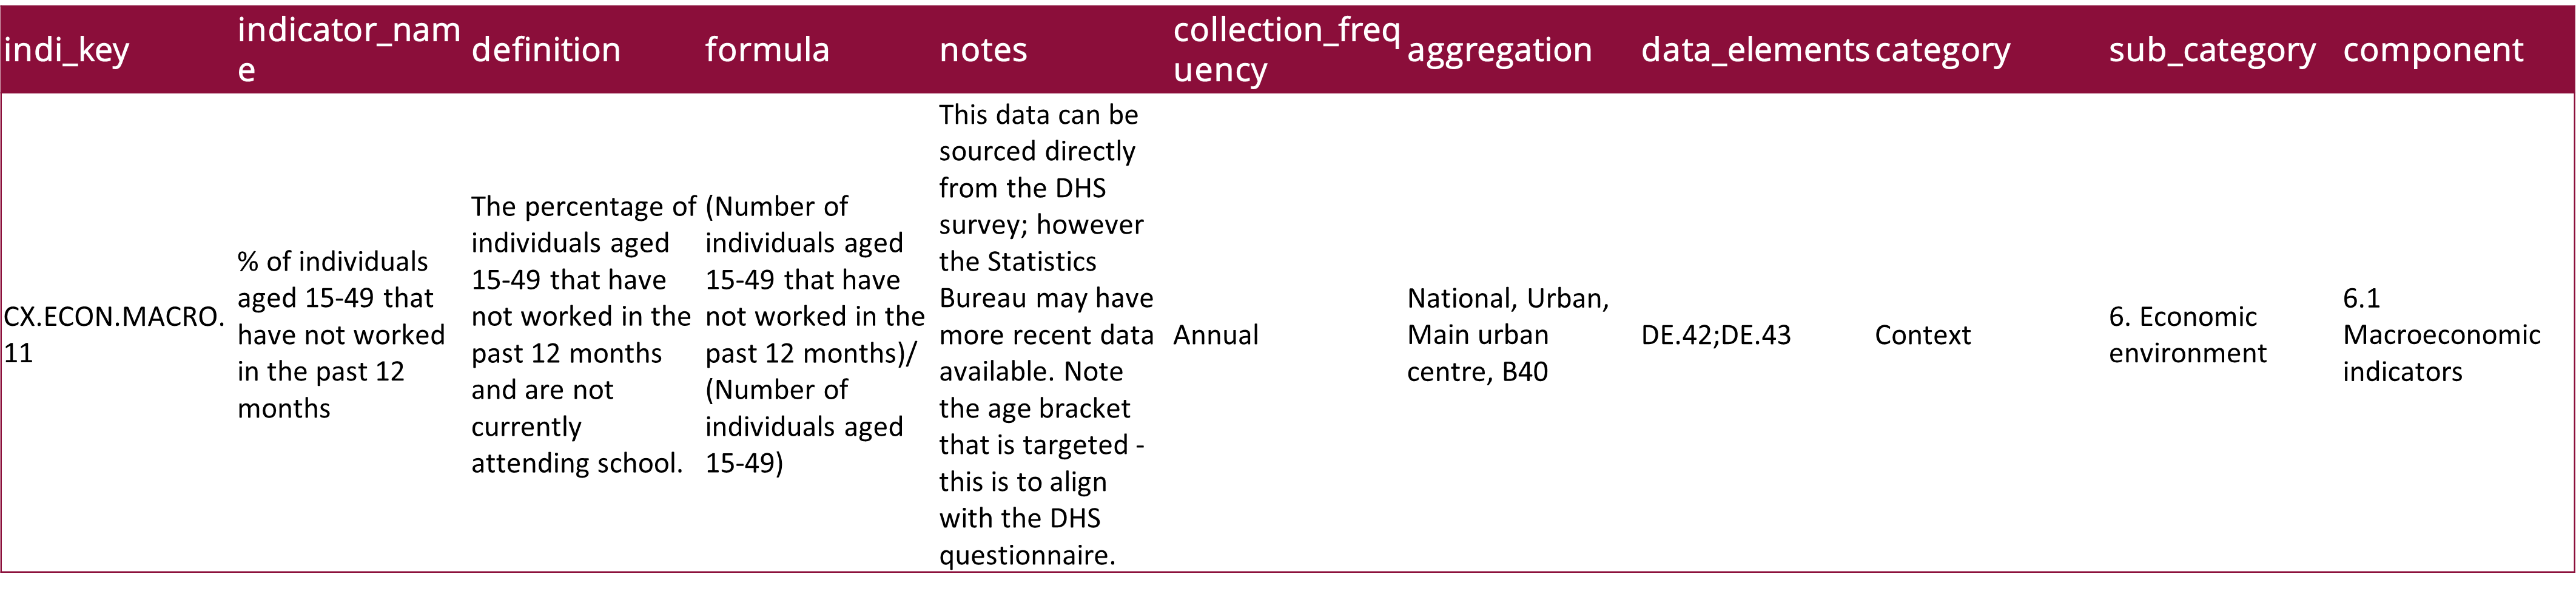 indi_key
indicator_nam
e
definition
formula
notes
collection_freq
uency
aggregation
data_elements
category
sub_category
component
CX.ECON.MACRO.
11
% of individuals
aged 15-49 that
have not worked
in the past 12
months
The percentage of
individuals aged
15-49 that have
not worked in the
past 12 months
and are not
currently
attending school.
(Number of
individuals aged
15-49 that have
not worked in the
past 12 months)/
(Number of
individuals aged
15-49)
This data can be
sourced directly
from the DHS
survey; however
the Statistics
Bureau may have
more recent data
available. Note
the age bracket
that is targeted -
this is to align
with the DHS
questionnaire.
Annual
National, Urban,
Main urban
centre, B40
DE.42;DE.43
Context
6. Economic
environment
6.1
Macroeconomic
indicators